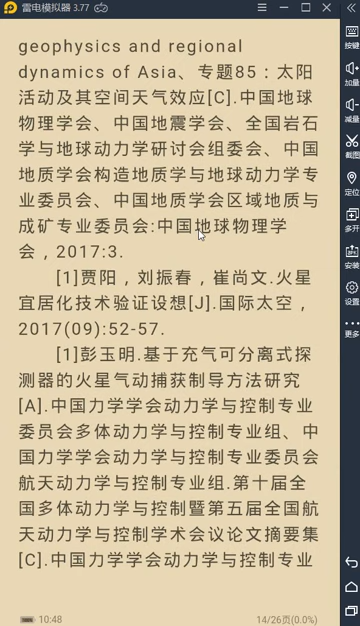 雷电模拟器 3.77
geophysics and regional
dynamics of Asia、专题85：太阳
活动及其空间天气效应[C].中国地球
物理学会、中国地震学会、全国岩石
学与地球动力学研讨会组委会、中国
地质学会构造地质学与地球动力学专
业委员会、中国地质学会区域地质与
成矿专业委员会:中国地球物理学
会，2017:3.
[1]贾阳，刘振春，崔尚文.火星
宜居化技术验证设想[J].国际太空，
2017(09):52-57.
[1]彭玉明.基于充气可分离式探
测器的火星气动捕获制导方法研究
[A].中国力学学会动力学与控制专业
委员会多体动力学与控制专业组、中
国力学学会动力学与控制专业委员会
航天动力学与控制专业组.第十届全
国多体动力学与控制暨第五届全国航
天动力学与控制学术会议论文摘要集
[C].中国力学学会动力学与控制专业
10:48
14/26页(0.0%)
按键
加量
减量
截图
定位
多开
安装
设置
更多